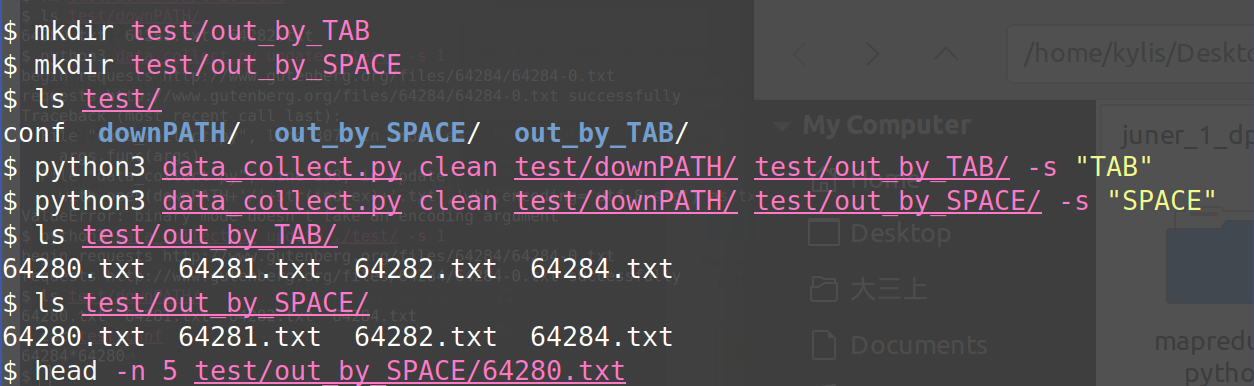 $ mkdir test/out_by_TAB
$ mkdir test/out_by_SPACE
$ ls test/
conf  downPATH/  out_by_SPACE/  out_by_TAB/
$ python3 data_collect.py clean test/downPATH/ test/out_by_TAB/ -s "TAB"
$ python3 data_collect.py clean test/downPATH/ test/out_by_SPACE/ -s "SPACE"
$ ls test/out_by_TAB/
64280.txt  64281.txt  64282.txt  64284.txt
$ ls test/out_by_SPACE/
64280.txt  64281.txt  64282.txt  64284.txt
$ head -n 5 test/out_by_SPACE/64280.txt
/home/kylis/Deskto
My Computer
Home
Desktop
大三上
Documents
juner_1_dp
mapredu
python